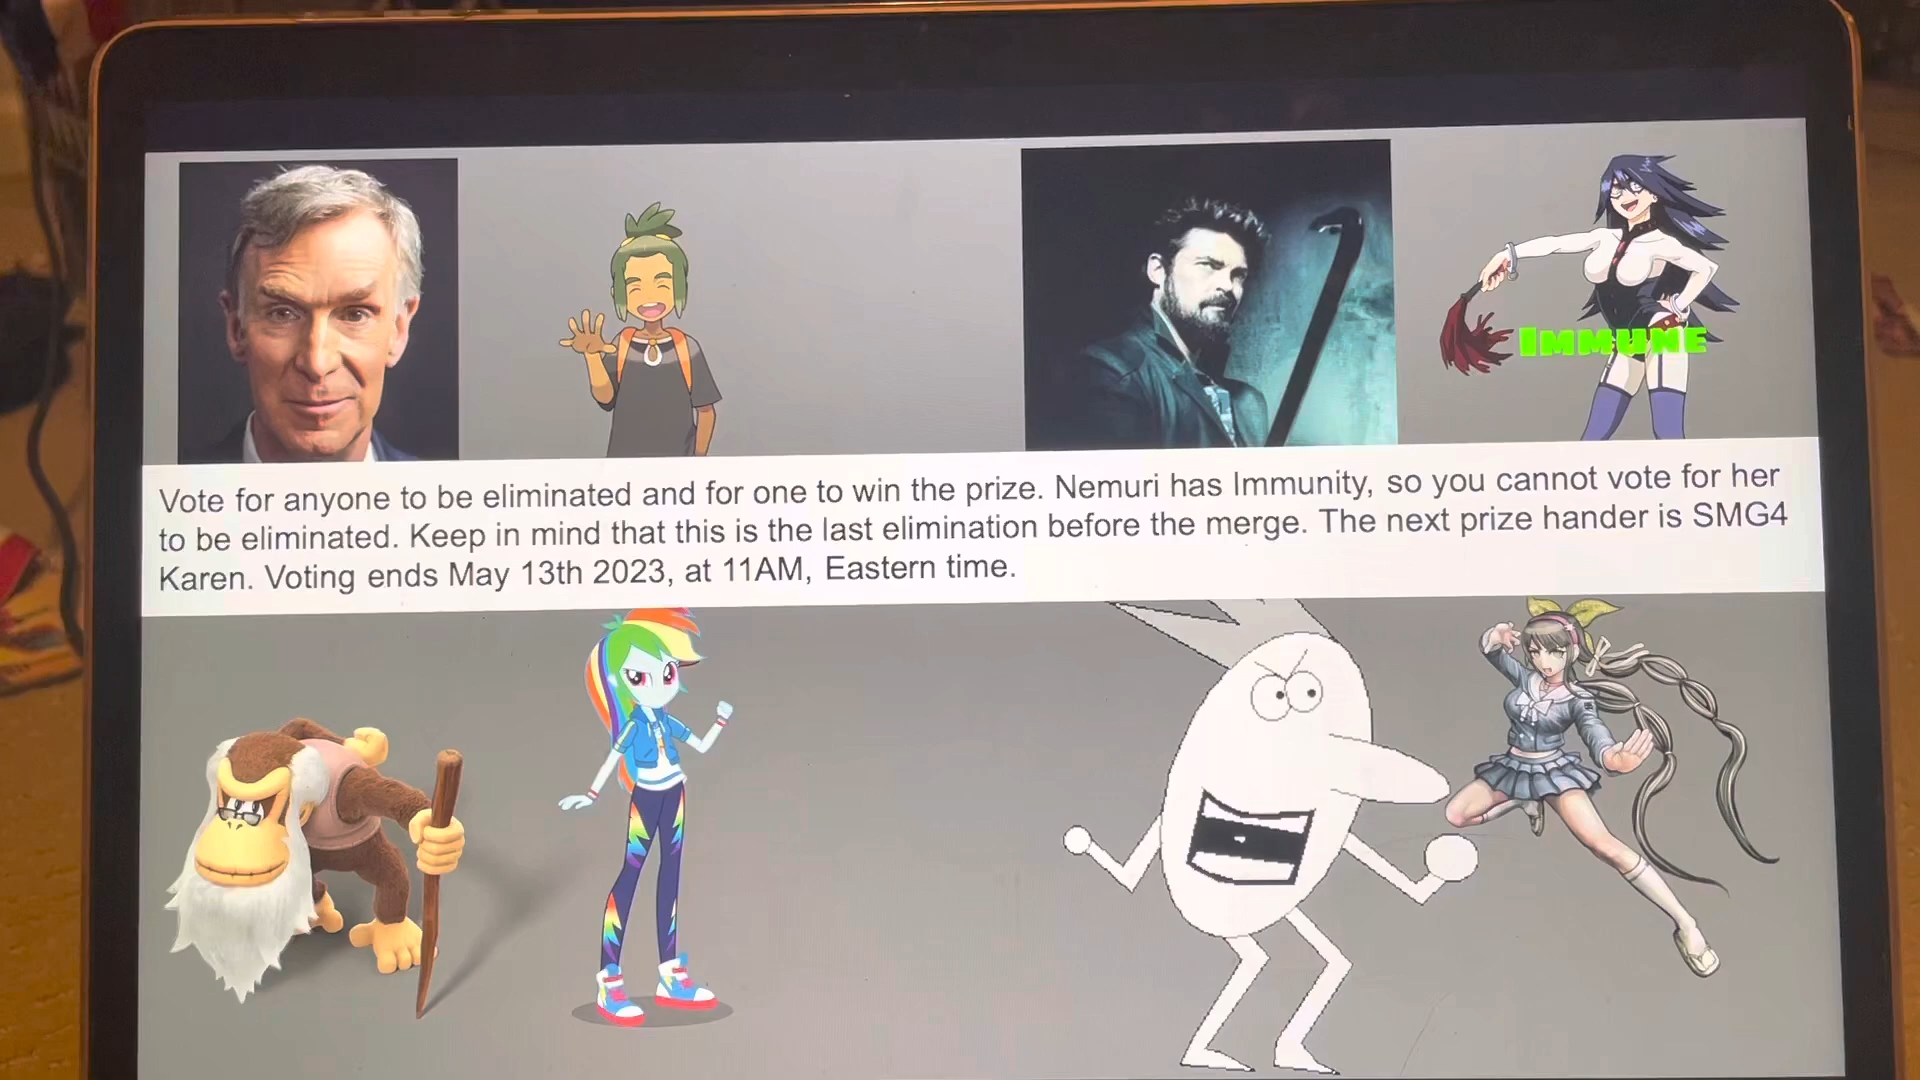 Immune
Vote for anyone to be eliminated and for one to win the prize. Nemuri has Immunity, so you cannot vote for her
to be eliminated. Keep in mind that this is the last elimination before the merge. The next prize hander is SMG4
Karen. Voting ends May 13th 2023, at 11AM, Eastern time.